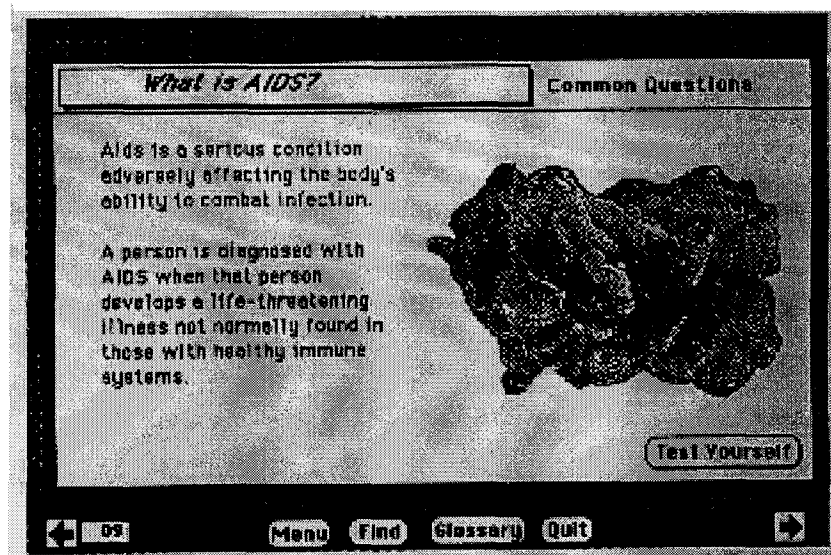 What is AIDS?
Common Questions
Aids is a serious condition
adversely affecting the body's
ability to combat infection.
A person is diagnosed with
AIDS when that person
develops a life-threatening
illness not normally found in
those with healthy immune
systems.
Test Yourself
09
Menu
Find
Glossary
Quit